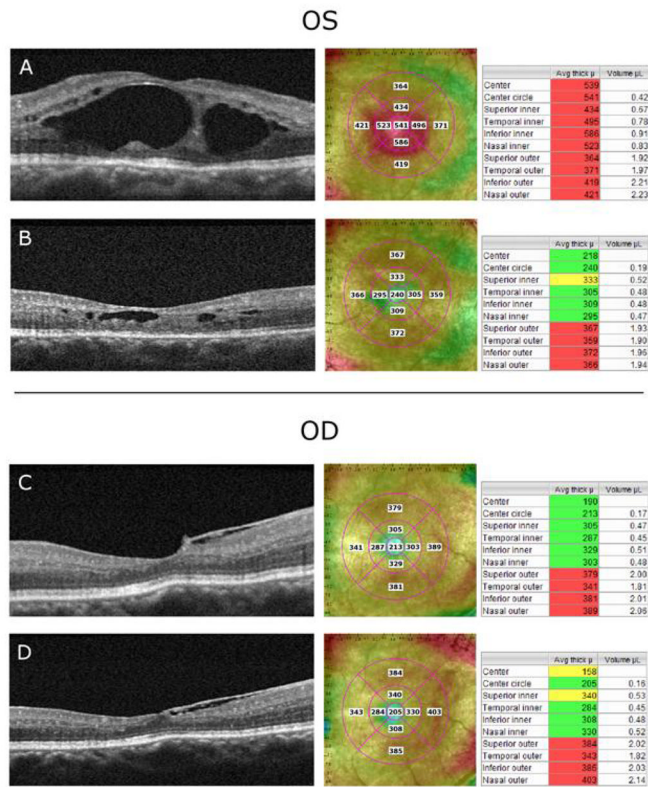 OS
A
364
434
421 523 541 496 371
586
419
Avg thick µ Volume µL
Center 539
Center circle 541 0.42
Superior inner 434 0.67
Temporal inner 495 0.78
Inferior inner 586 0.91
Nasal inner 523 0.83
Superior outer 364 1.92
Temporal outer 371 1.97
Inferior outer 419 2.21
Nasal outer 421 2.23
B
367
333
366 295 240 305 359
309
372
Avg thick µ Volume µL
Center 218
Center circle 240 0.19
Superior inner 333 0.52
Temporal inner 305 0.48
Inferior inner 309 0.48
Nasal inner 295 0.47
Superior outer 367 1.93
Temporal outer 359 1.90
Inferior outer 372 1.96
Nasal outer 366 1.94
OD
C
379
305
341 287 213 303 389
329
381
Avg thick µ Volume µL
Center 190
Center circle 213 0.17
Superior inner 305 0.47
Temporal inner 287 0.45
Inferior inner 329 0.51
Nasal inner 303 0.48
Superior outer 379 2.00
Temporal outer 341 1.81
Inferior outer 381 2.01
Nasal outer 389 2.06
D
384
340
343 284 205 330 403
308
385
Avg thick µ Volume µL
Center 158
Center circle 205 0.16
Superior inner 340 0.53
Temporal inner 284 0.45
Inferior inner 308 0.48
Nasal inner 330 0.52
Superior outer 384 2.02
Temporal outer 343 1.82
Inferior outer 386 2.03
Nasal outer 403 2.14